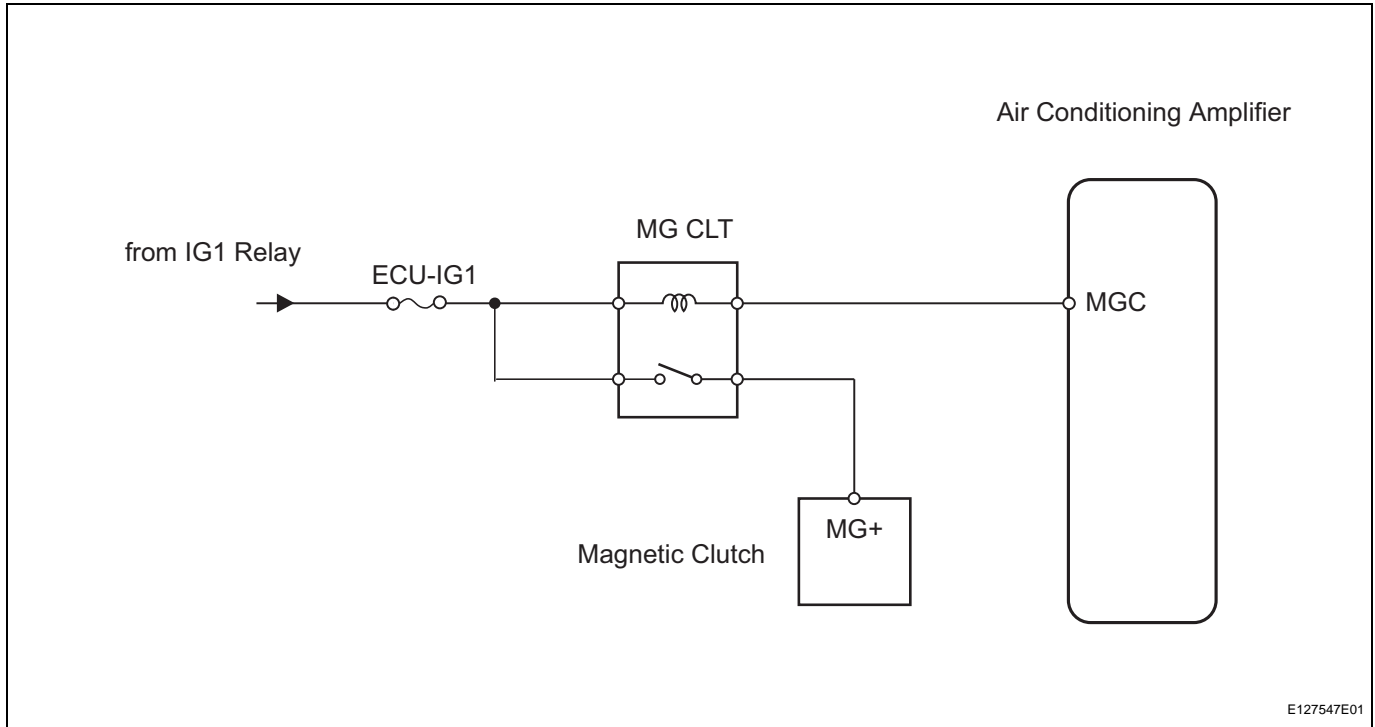 Air Conditioning Amplifier
MG CLT
from IG1 Relay
ECU-IG1
MGC
MG+
Magnetic Clutch
E127547E01